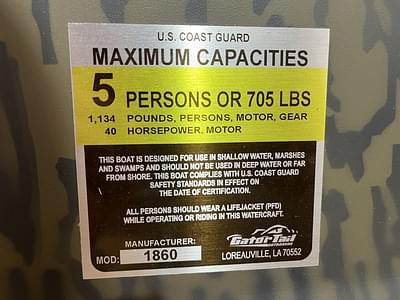 U.S. COAST GUARD
MAXIMUM CAPACITIES
5 PERSONS OR 705 LBS
1,134 POUNDS, PERSONS, MOTOR, GEAR
40 HORSEPOWER, MOTOR
THIS BOAT IS DESIGNED FOR USE IN SHALLOW WATER, MARSHES
AND SWAMPS AND SHOULD NOT BE USED IN DEEP WATER OR FAR
FROM SHORE. THIS BOAT COMPLIES WITH U.S. COAST GUARD
SAFETY STANDARDS IN EFFECT ON
THE DATE OF CERTIFICATION.
ALL PERSONS SHOULD WEAR A LIFEJACKET (PFD)
WHILE OPERATING OR RIDING IN THIS WATERCRAFT.
MANUFACTURER:
MOD: 1860
GatorTail
LOREAUVILLE, LA 70552